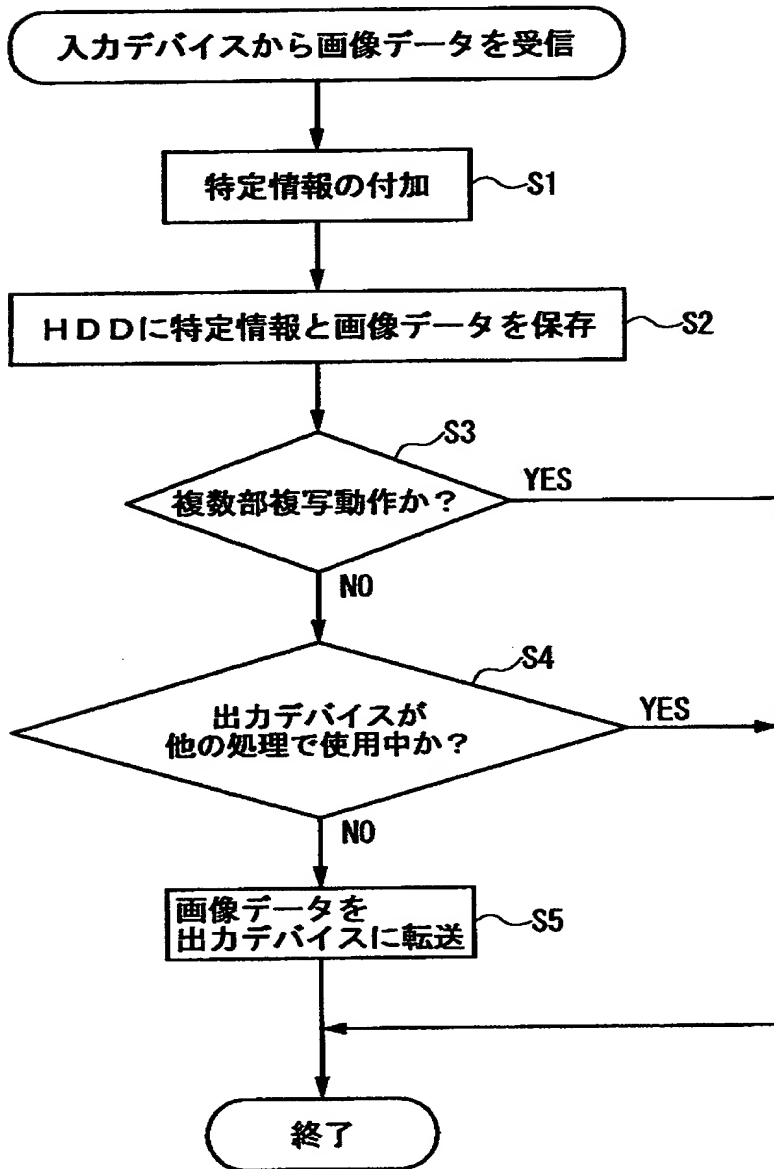 入力デバイスから画像データを受信
特定情報の付加
S1
HDDに特定情報と画像データを保存
S2
S3
複数部複写動作か?
YES
NO
S4
出力デバイスが
他の処理で使用中か?
YES
NO
画像データを
出力デバイスに転送
S5
終了